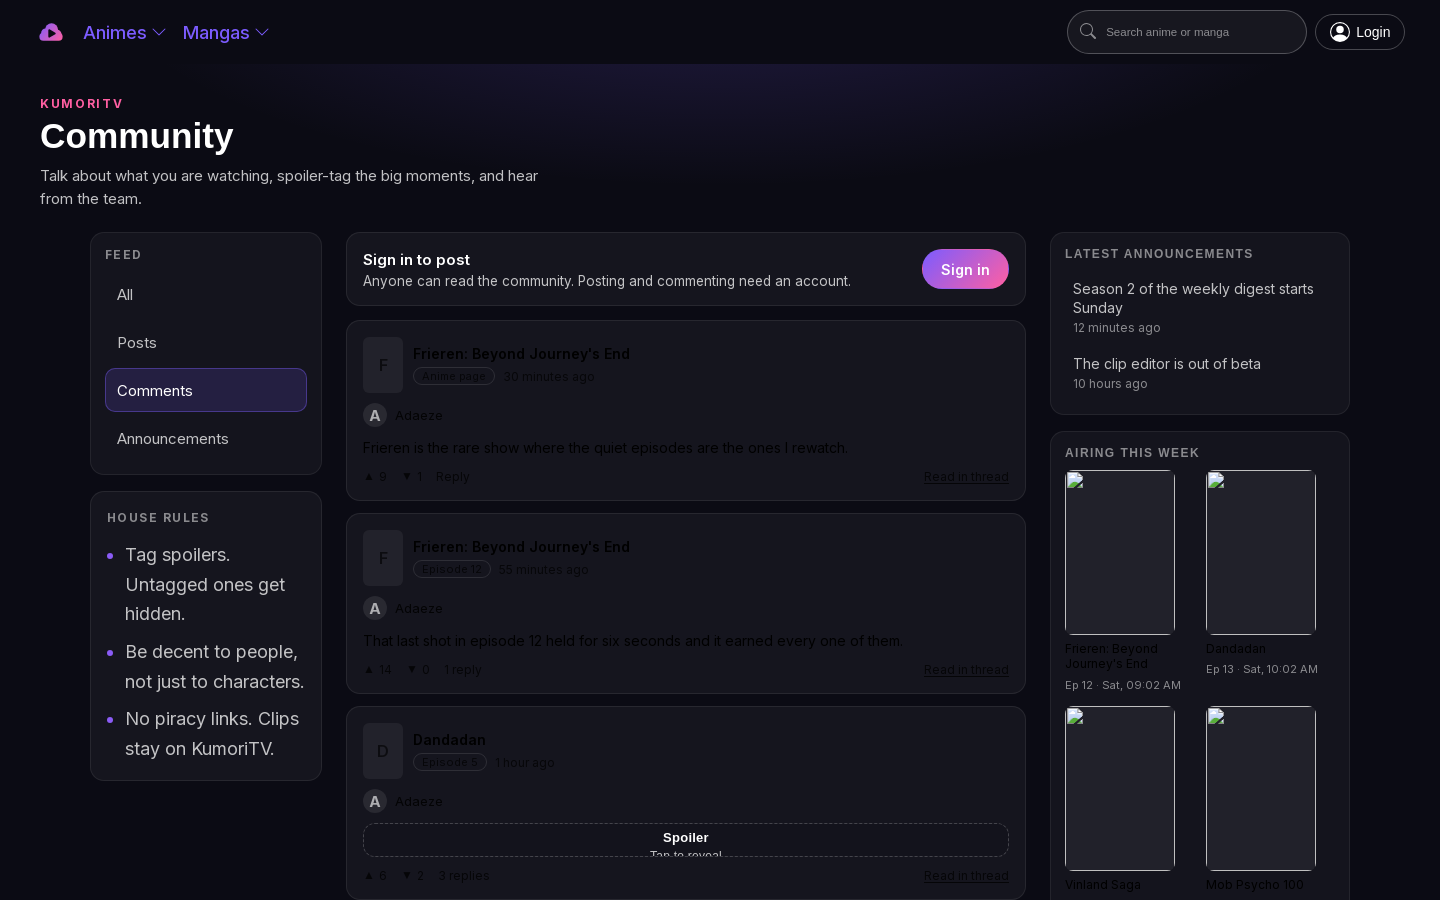 Animes
Mangas
Search anime or manga
Login
KUMORITV
Community
Talk about what you are watching, spoiler-tag the big moments, and hear
from the team.
FEED
All
Posts
Comments
Announcements
HOUSE RULES
Tag spoilers.
Untagged ones get
hidden.
Be decent to people,
not just to characters.
No piracy links. Clips
stay on KumoriTV.
Sign in to post
Anyone can read the community. Posting and commenting need an account.
Sign in
F
Frieren: Beyond Journey's End
Anime page 30 minutes ago
A Adaeze
Frieren is the rare show where the quiet episodes are the ones I rewatch.
▲ 9 ▼ 1 Reply Read in thread
F
Frieren: Beyond Journey's End
Episode 12 55 minutes ago
A Adaeze
That last shot in episode 12 held for six seconds and it earned every one of them.
▲ 14 ▼ 0 1 reply Read in thread
D
Dandadan
Episode 5 1 hour ago
A Adaeze
Spoiler
Tap to reveal
▲ 6 ▼ 2 3 replies Read in thread
LATEST ANNOUNCEMENTS
Season 2 of the weekly digest starts
Sunday
12 minutes ago
The clip editor is out of beta
10 hours ago
AIRING THIS WEEK
Frieren: Beyond
Journey's End
Ep 12 · Sat, 09:02 AM
Dandadan
Ep 13 · Sat, 10:02 AM
Vinland Saga
Mob Psycho 100